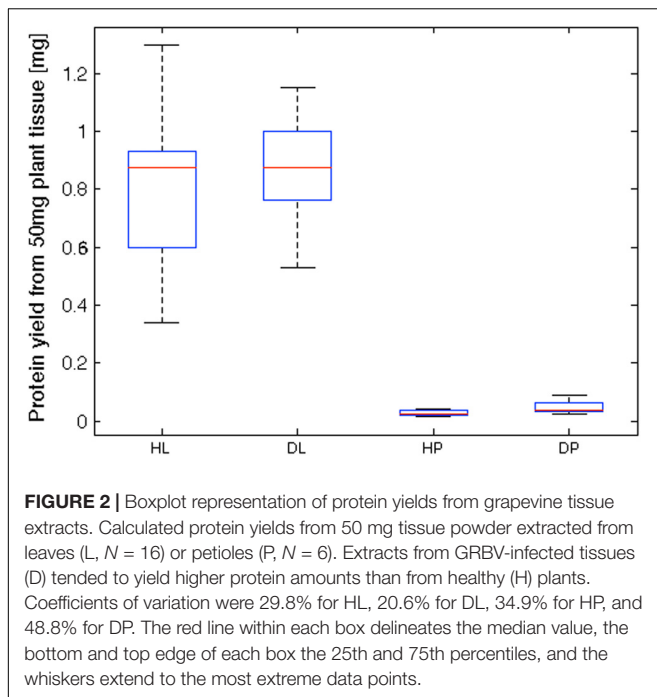 Protein yield from 50mg plant tissue [mg]
1.2
1
0.8
0.6
0.4
0.2
0
HL DL HP DP
FIGURE 2 | Boxplot representation of protein yields from grapevine tissue
extracts. Calculated protein yields from 50 mg tissue powder extracted from
leaves (L, N = 16) or petioles (P, N = 6). Extracts from GRBV-infected tissues
(D) tended to yield higher protein amounts than from healthy (H) plants.
Coefficients of variation were 29.8% for HL, 20.6% for DL, 34.9% for HP, and
48.8% for DP. The red line within each box delineates the median value, the
bottom and top edge of each box the 25th and 75th percentiles, and the
whiskers extend to the most extreme data points.